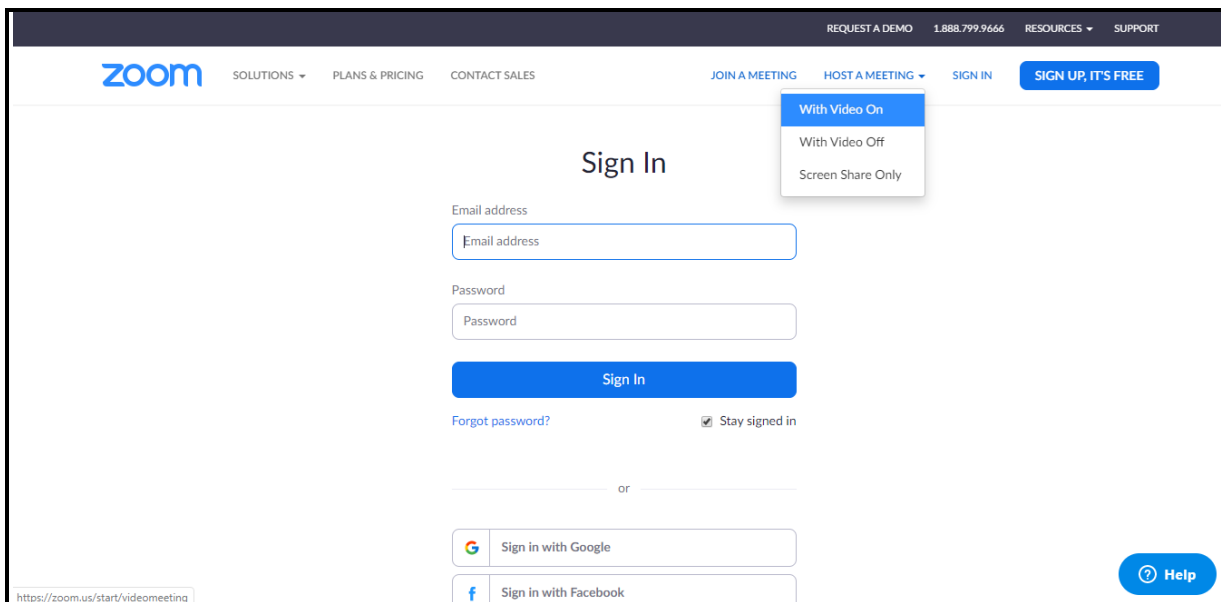 REQUEST A DEMO 1.888.799.9666 RESOURCES SUPPORT
zoom SOLUTIONS PLANS & PRICING CONTACT SALES JOIN A MEETING HOST A MEETING SIGN IN SIGN UP, IT'S FREE
With Video On
With Video Off
Screen Share Only
Sign In
Email address
Email address
Password
Password
Sign In
Forgot password? Stay signed in
or
Sign in with Google
Sign in with Facebook
Help
https://zoom.us/start/videomeeting